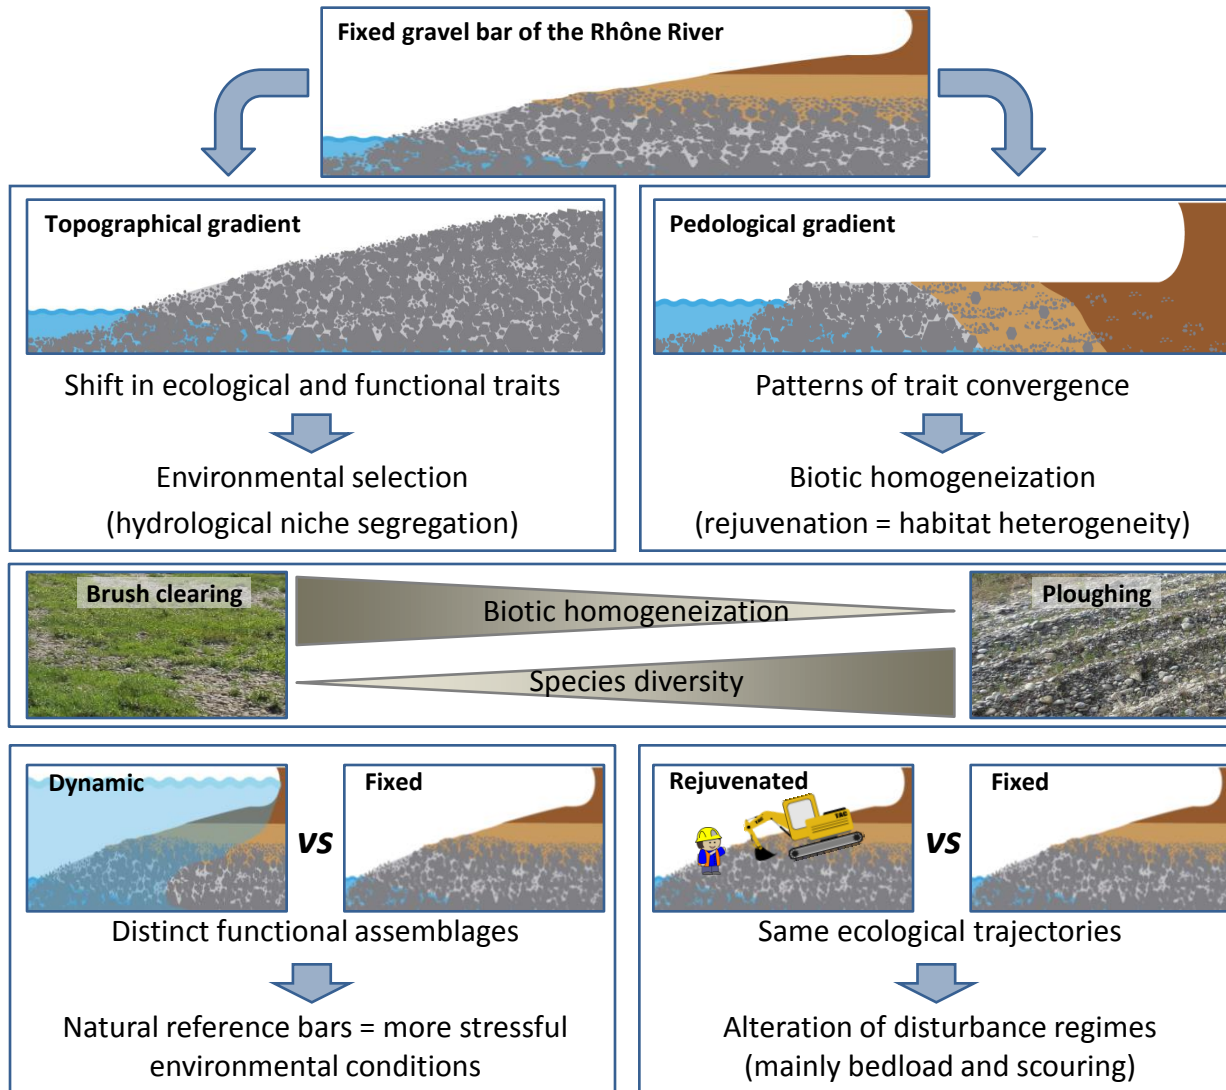 Fixed gravel bar of the Rhône River
Topographical gradient
Shift in ecological and functional traits
Environmental selection
(hydrological niche segregation)
Pedological gradient
Patterns of trait convergence
Biotic homogeneization
(rejuvenation = habitat heterogeneity)
Brush clearing
Biotic homogeneization
Species diversity
Ploughing
Dynamic
vs
Fixed
Distinct functional assemblages
Natural reference bars = more stressful
environmental conditions
Rejuvenated
vs
Fixed
Same ecological trajectories
Alteration of disturbance regimes
(mainly bedload and scouring)